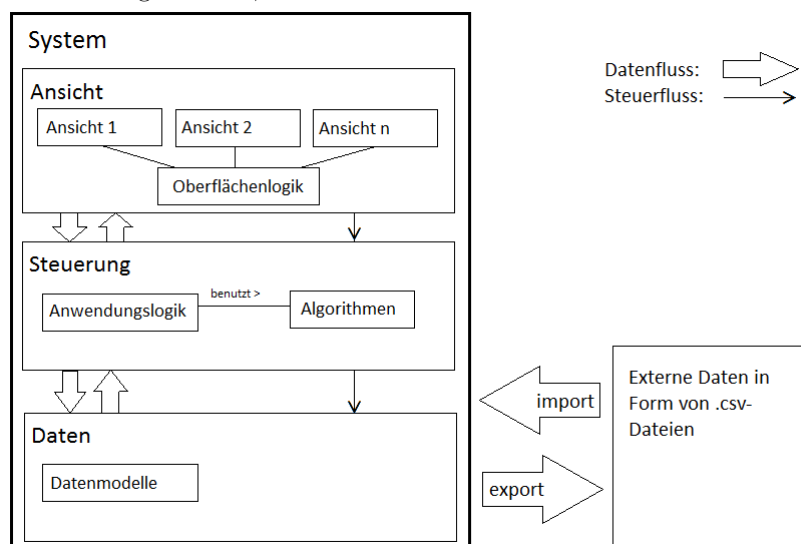 System
Datenfluss:
Steuerfluss:
Ansicht
Ansicht 1
Ansicht 2
Ansicht n
Oberflächenlogik
Steuerung
benutzt >
Anwendungslogik
Algorithmen
Externe Daten in
Form von .csv-
Dateien
import
Daten
Datenmodelle
export